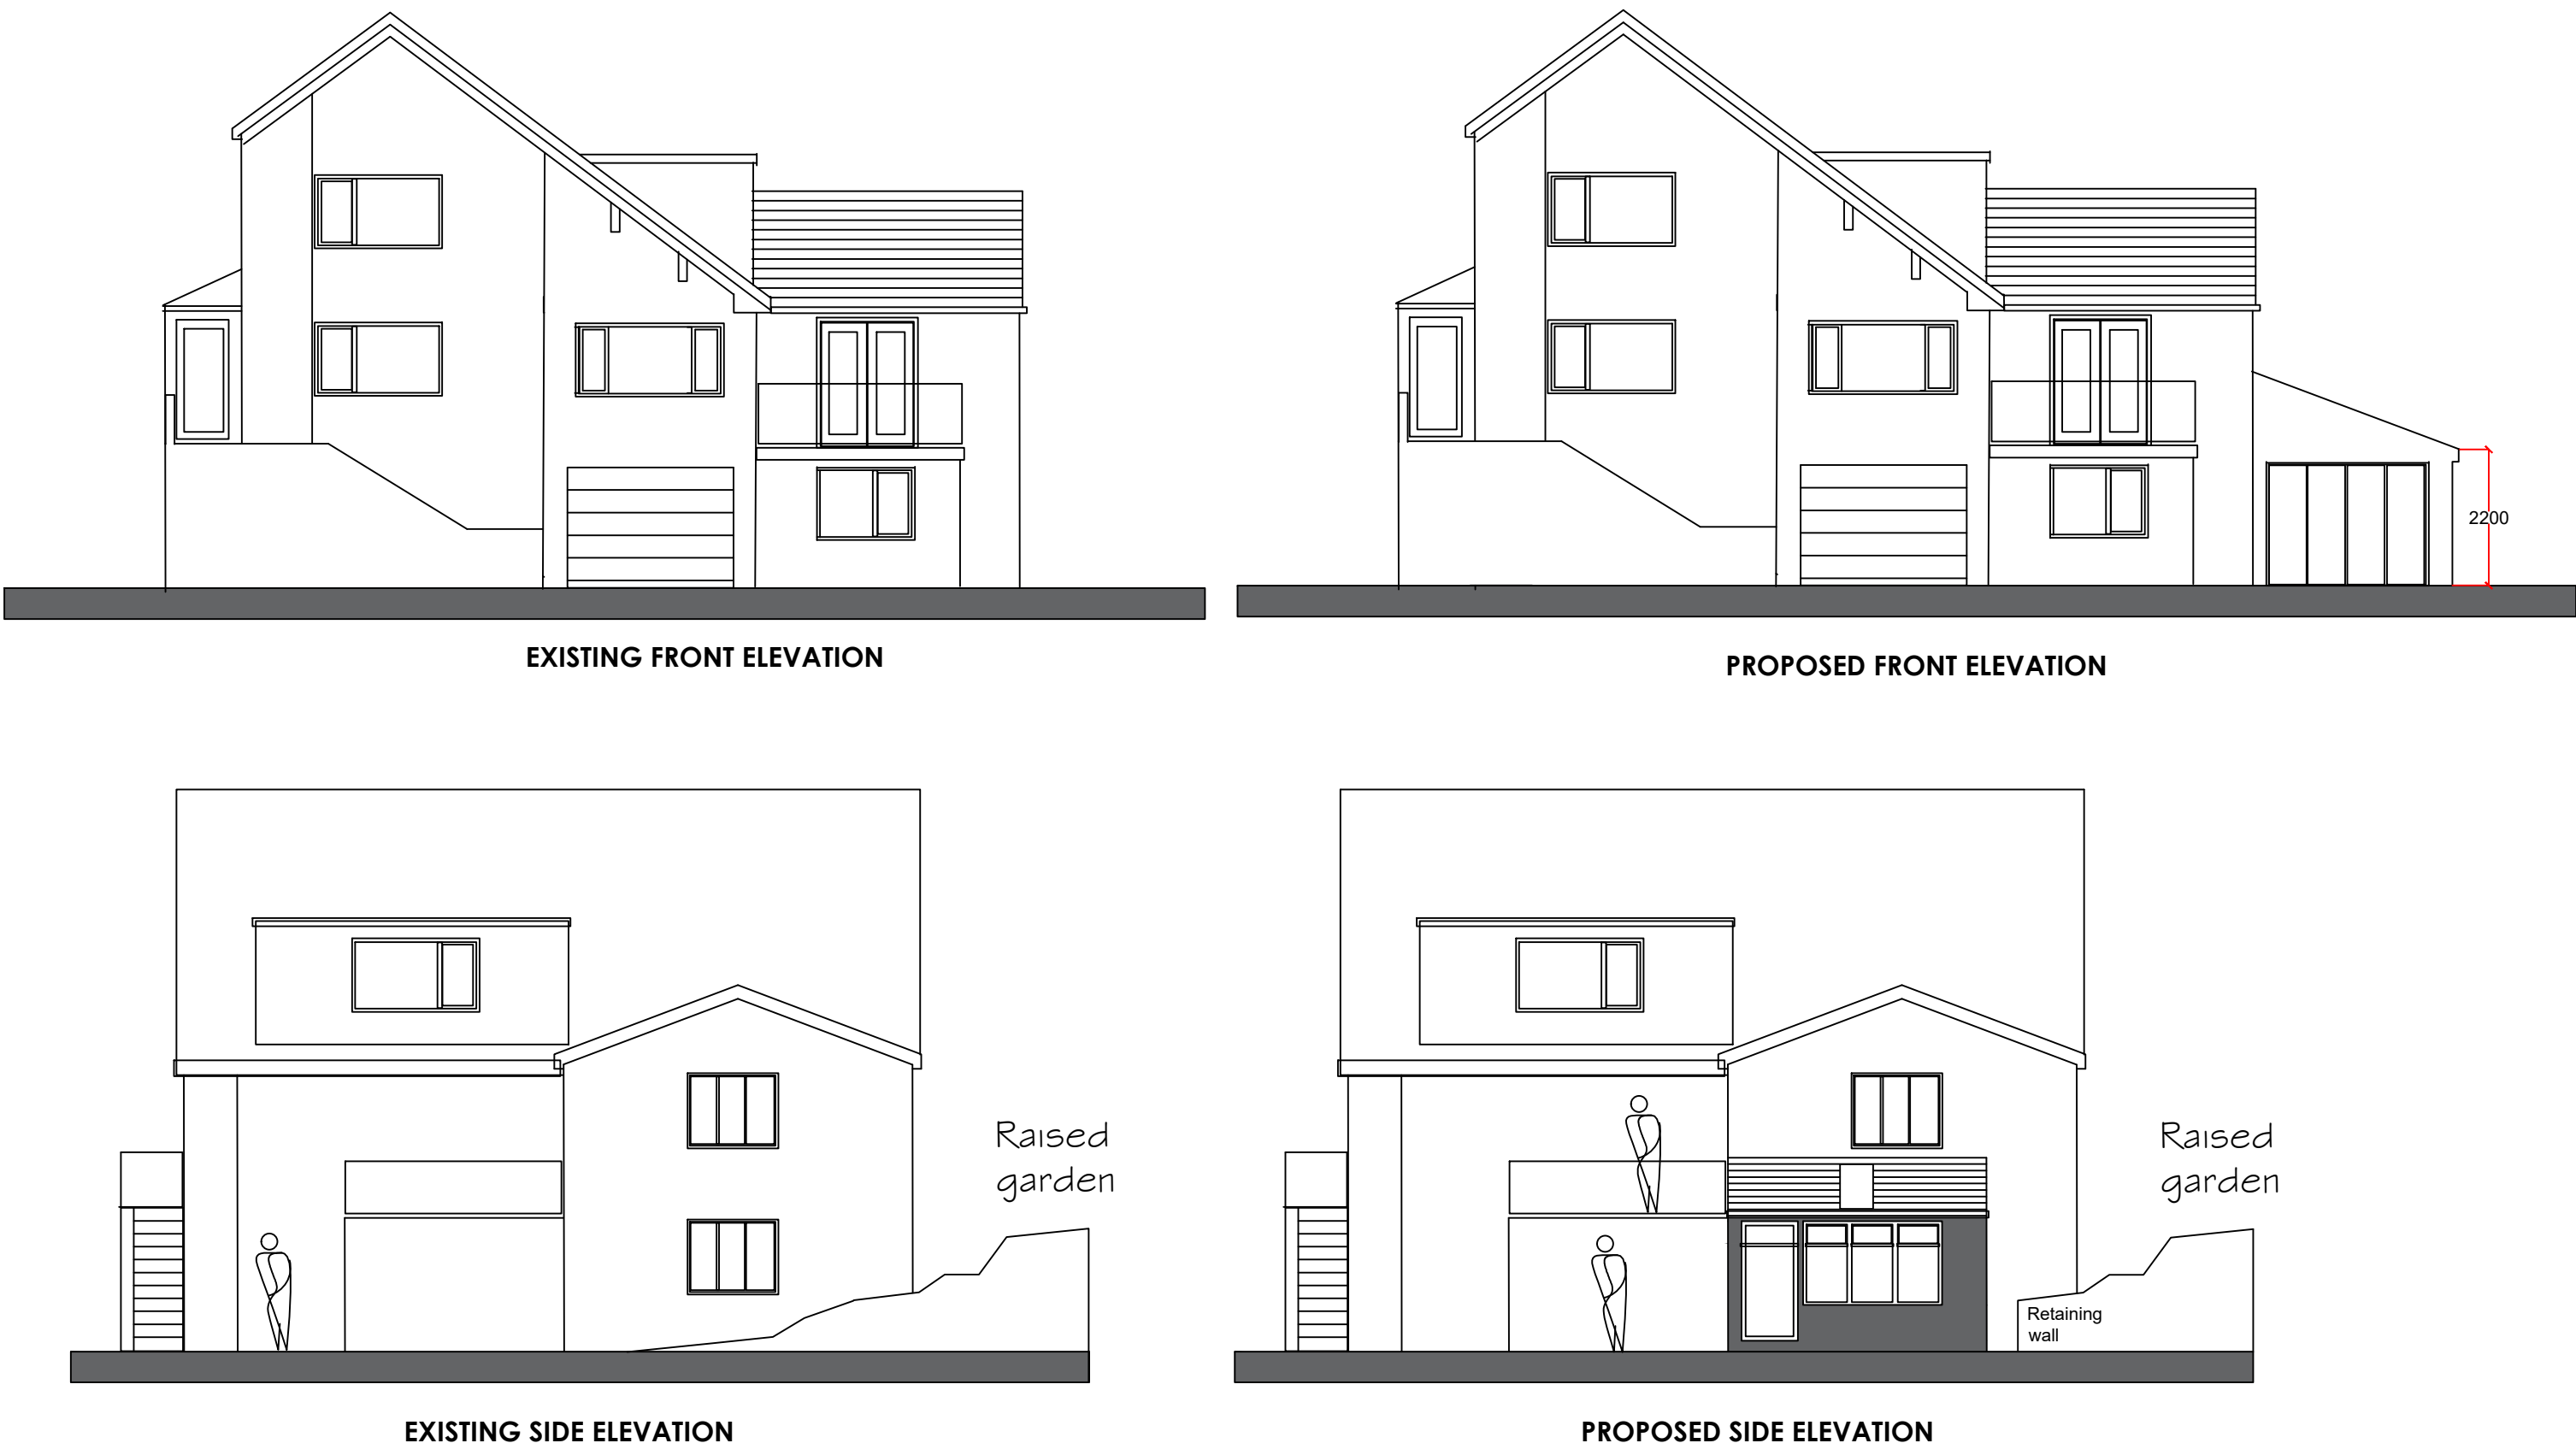 2200
EXISTING FRONT ELEVATION
PROPOSED FRONT ELEVATION
Raised
garden
Raised
garden
Retaining
wall
EXISTING SIDE ELEVATION
PROPOSED SIDE ELEVATION